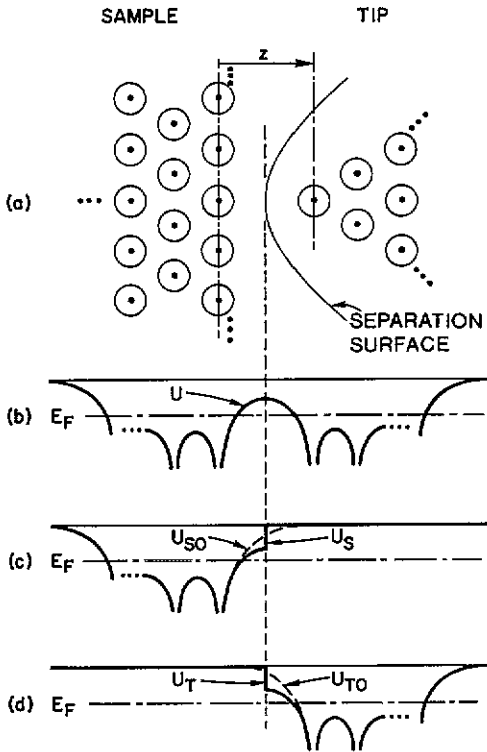 SAMPLE TIP
z
(a)
SEPARATION
SURFACE
(b) E_F U
(c) E_F U_SO U_S
(d) E_F U_T U_TO